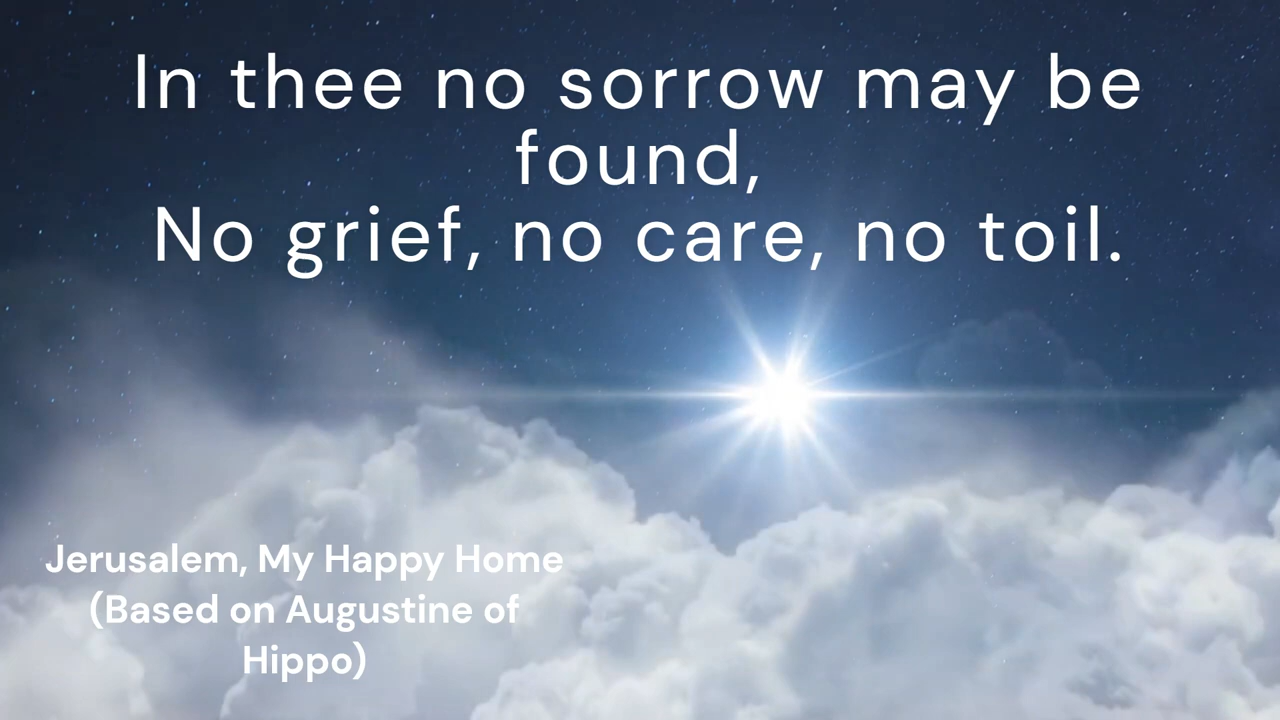 In thee no sorrow may be
found,
No grief, no care, no toil.
Jerusalem, My Happy Home
(Based on Augustine of
Hippo)